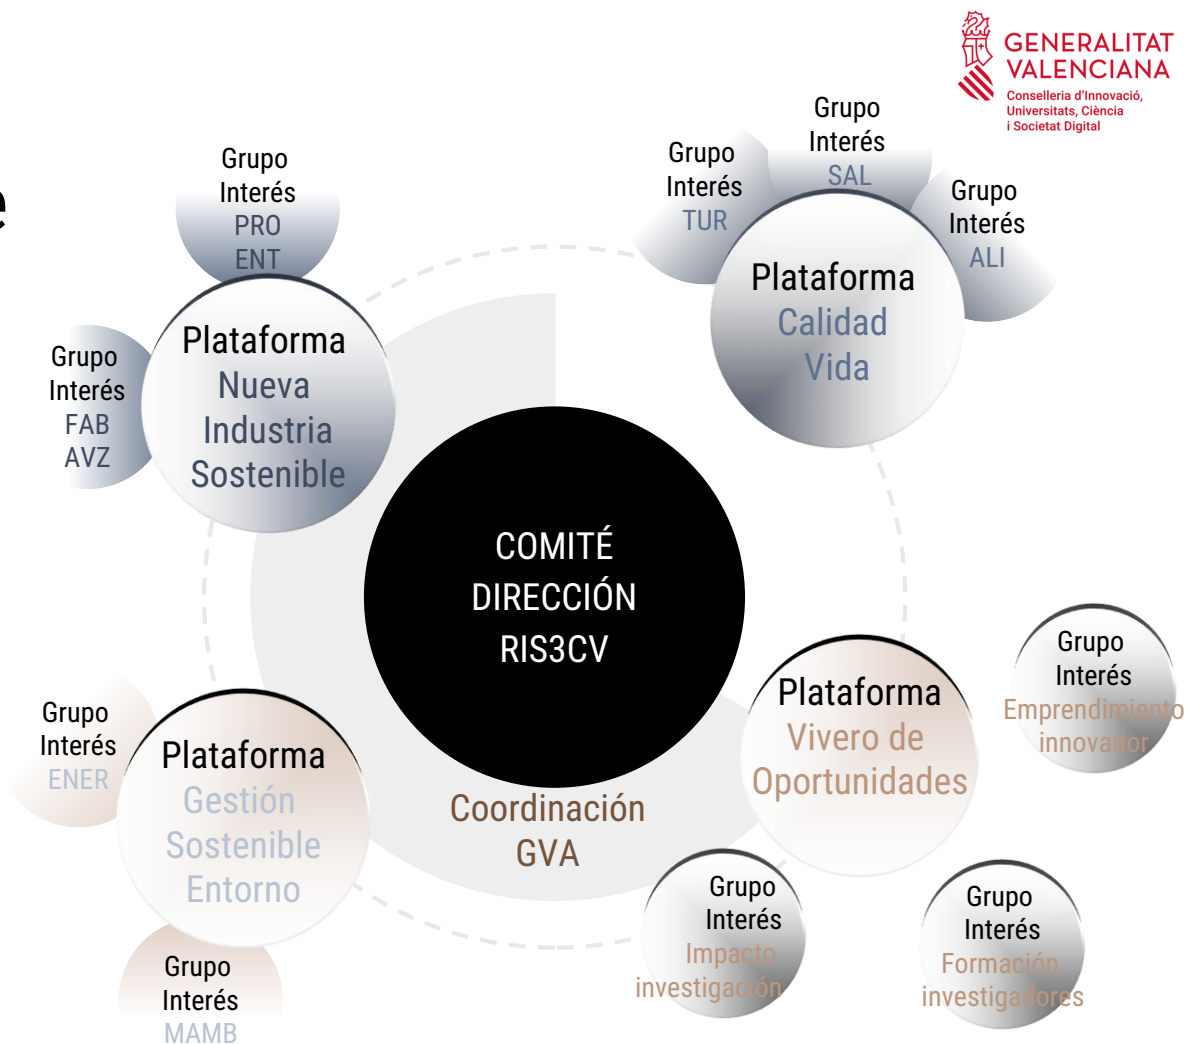 GENERALITAT
VALENCIANA
Conselleria d'Innovació,
Universitats, Ciència
i Societat Digital
e
Grupo
Interés
PRO
ENT
Grupo
Interés
TUR
Grupo
Interés
SAL
Grupo
Interés
ALI
Grupo
Interés
FAB
AVZ
Plataforma
Nueva
Industria
Sostenible
Plataforma
Calidad
Vida
COMITÉ
DIRECCIÓN
RIS3CV
Coordinación
GVA
Grupo
Interés
ENER
Plataforma
Gestión
Sostenible
Entorno
Grupo
Interés
MAMB
Plataforma
Vivero de
Oportunidades
Grupo
Interés
Emprendimiento
innovador
Grupo
Interés
Impacto
investigación
Grupo
Interés
Formación
investigadores